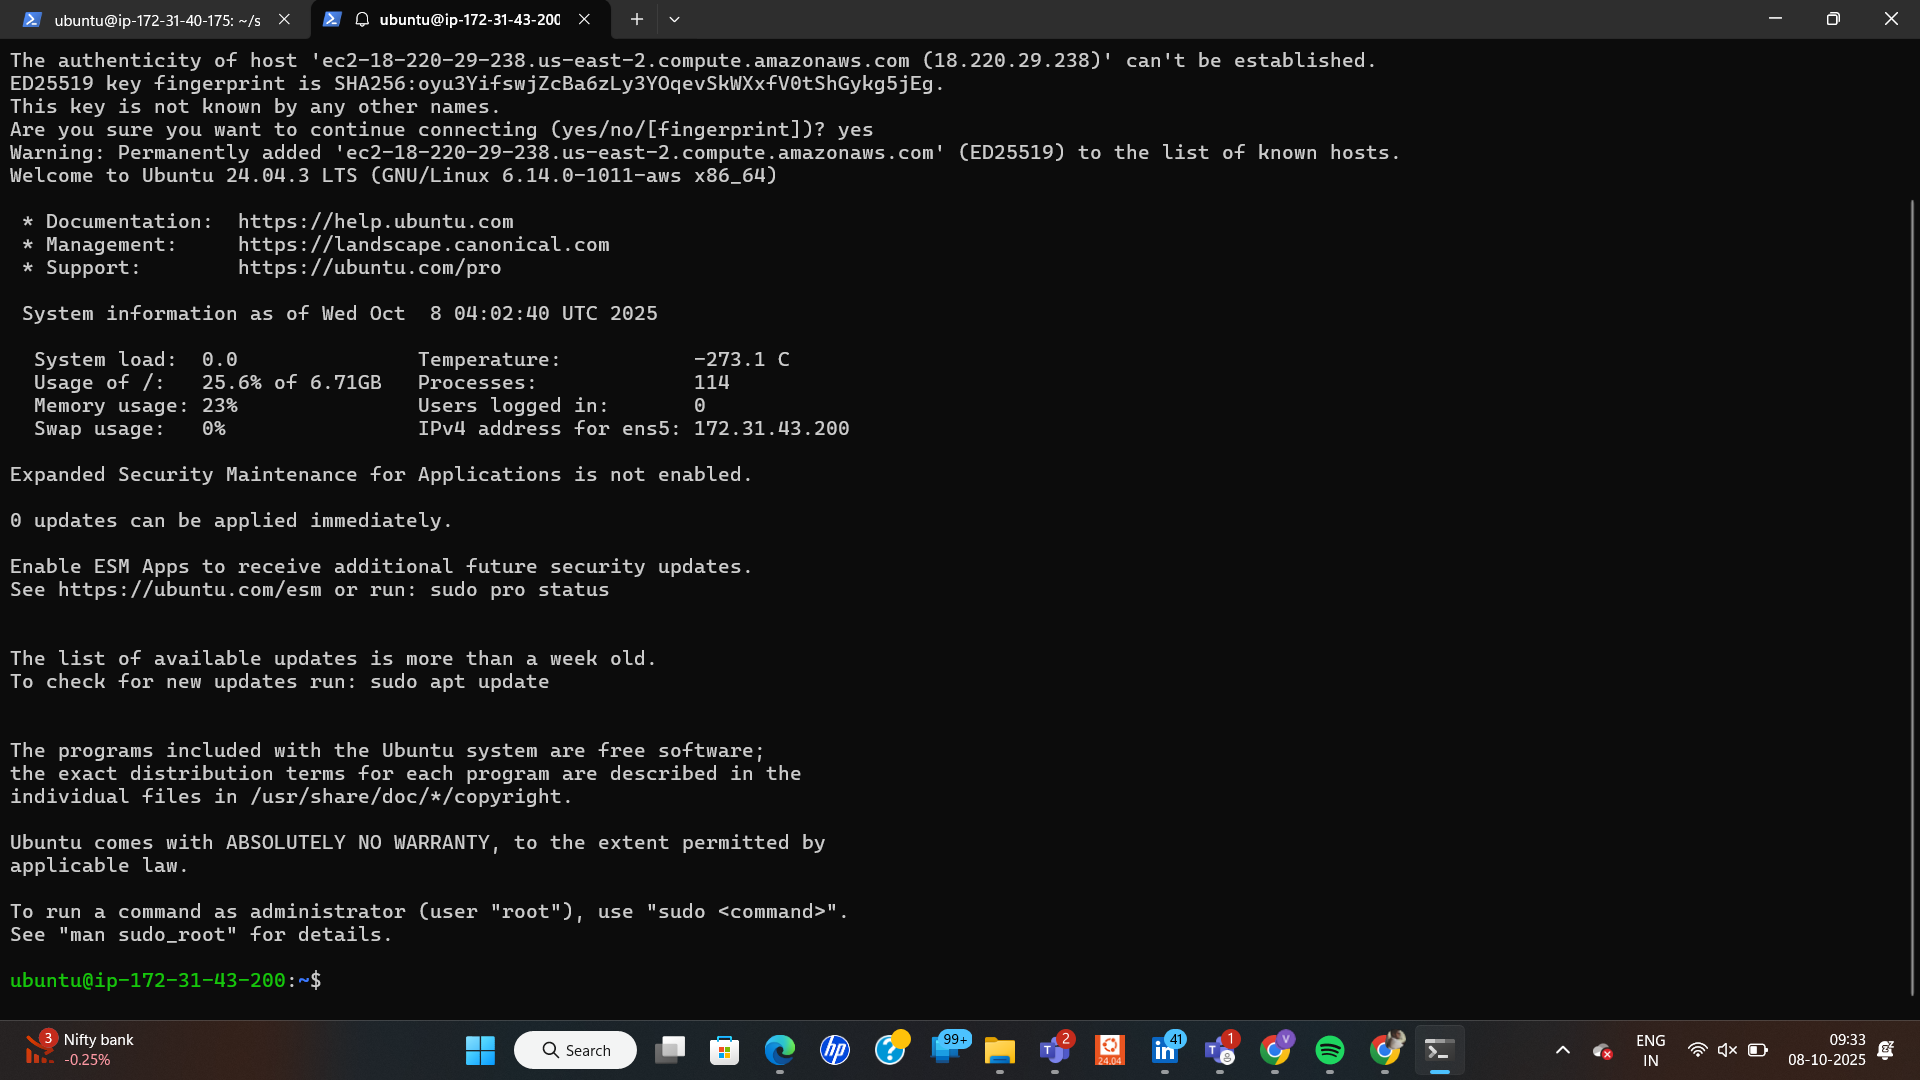 ubuntu@ip-172-31-40-175: ~/s
ubuntu@ip-172-31-43-200
The authenticity of host 'ec2-18-220-29-238.us-east-2.compute.amazonaws.com (18.220.29.238)' can't be established.
ED25519 key fingerprint is SHA256:oyu3YifswjZcBa6zLy3YOqevSkWXxfV0tShGykg5jEg.
This key is not known by any other names.
Are you sure you want to continue connecting (yes/no/[fingerprint])? yes
Warning: Permanently added 'ec2-18-220-29-238.us-east-2.compute.amazonaws.com' (ED25519) to the list of known hosts.
Welcome to Ubuntu 24.04.3 LTS (GNU/Linux 6.14.0-1011-aws x86_64)
* Documentation: https://help.ubuntu.com
* Management: https://landscape.canonical.com
* Support: https://ubuntu.com/pro
System information as of Wed Oct 8 04:02:40 UTC 2025
System load: 0.0 Temperature: -273.1 C
Usage of /: 25.6% of 6.71GB Processes: 114
Memory usage: 23% Users logged in: 0
Swap usage: 0% IPv4 address for ens5: 172.31.43.200
Expanded Security Maintenance for Applications is not enabled.
0 updates can be applied immediately.
Enable ESM Apps to receive additional future security updates.
See https://ubuntu.com/esm or run: sudo pro status
The list of available updates is more than a week old.
To check for new updates run: sudo apt update
The programs included with the Ubuntu system are free software;
the exact distribution terms for each program are described in the
individual files in /usr/share/doc/*/copyright.
Ubuntu comes with ABSOLUTELY NO WARRANTY, to the extent permitted by
applicable law.
To run a command as administrator (user "root"), use "sudo <command>".
See "man sudo_root" for details.
ubuntu@ip-172-31-43-200:~$
3 Nifty bank
-0.25%
Search
hp
99+
T 2
24.04
in 41
T 1
V
ENG
IN
09:33
08-10-2025